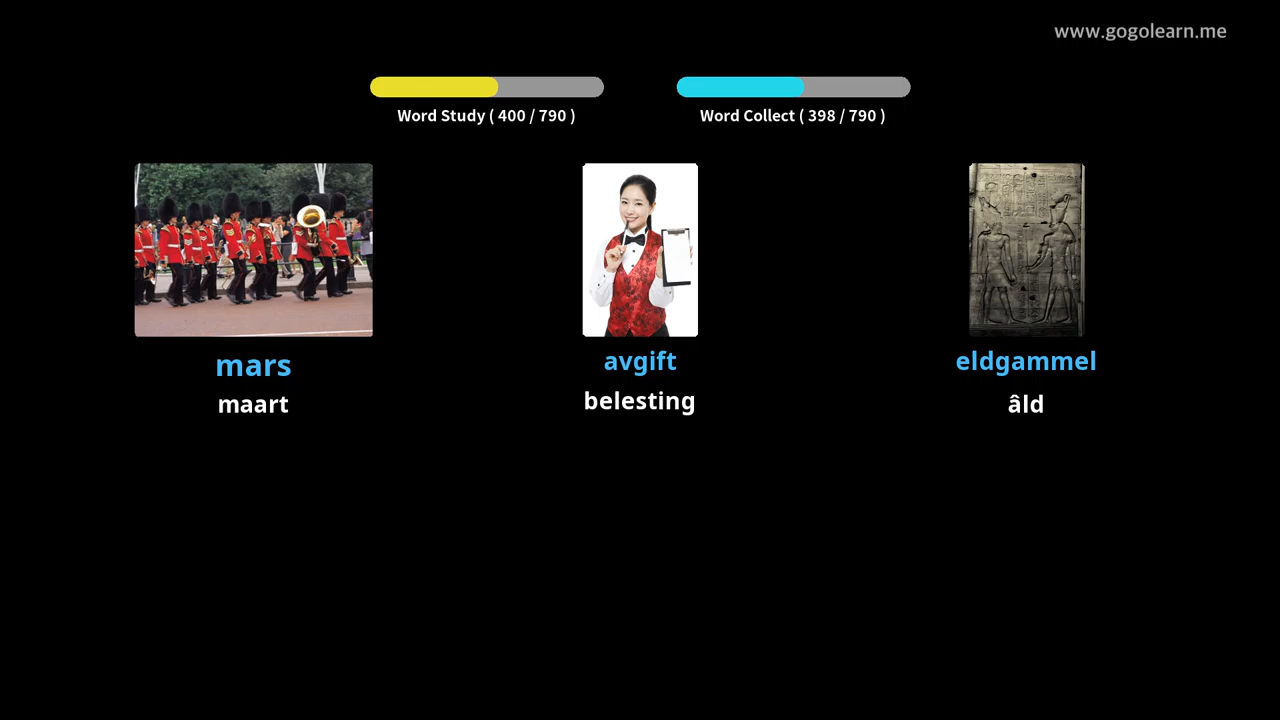 www.gogolearn.me
Word Study ( 400 / 790 )
Word Collect ( 398 / 790 )
mars
maart
avgift
belesting
eldgammel
âld